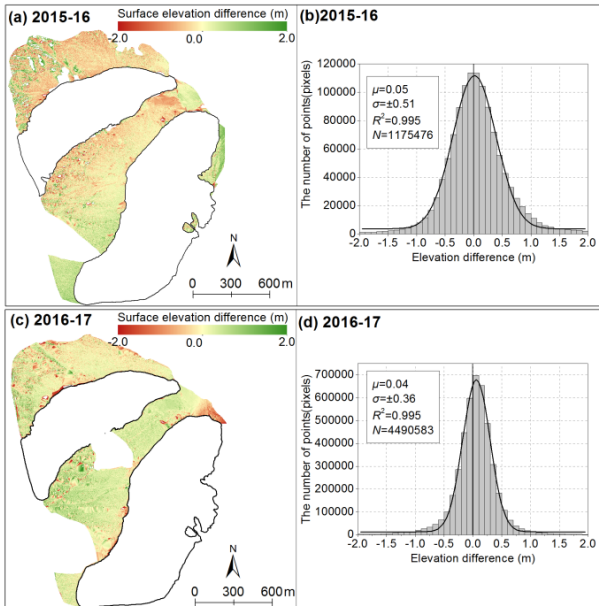 (a) 2015-16
Surface elevation difference (m)
-2.0 0.0 2.0
N
0 300 600 m
(b)2015-16
μ=0.05
σ=±0.51
R²=0.995
N=1175476
The number of points(pixels)
120000
100000
80000
60000
40000
20000
0
-2.0 -1.5 -1.0 -0.5 0.0 0.5 1.0 1.5 2.0
Elevation difference (m)
(c) 2016-17
Surface elevation difference (m)
-2.0 0.0 2.0
N
0 300 600 m
(d) 2016-17
μ=0.04
σ=±0.36
R²=0.995
N=4490583
The number of points(pixels)
700000
600000
500000
400000
300000
200000
100000
0
-2.0 -1.5 -1.0 -0.5 0.0 0.5 1.0 1.5 2.0
Elevation difference (m)